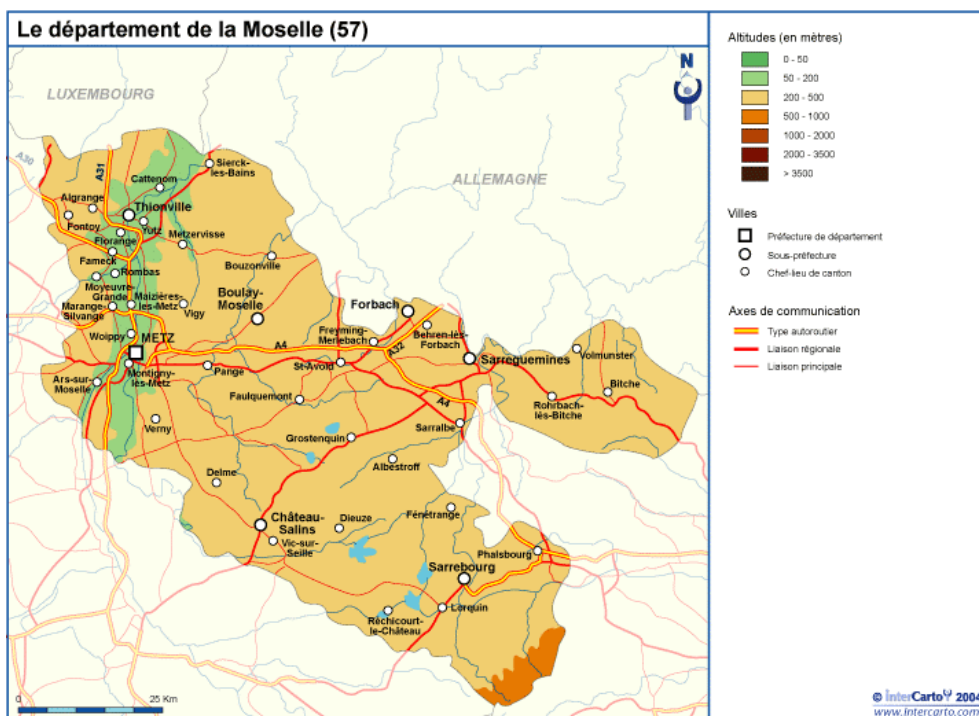 Le département de la Moselle (57)
LUXEMBOURG
ALLEMAGNE
N
A30
A31
Sierck-
les-Bains
Cattenom
Algrange
Thionville
Fontoy
Yutz
Florange
Metzervisse
Fameck
Rombas
Bouzonville
Moyeuvre-
Grande
Maizières-
les-Metz
Marange-
Silvange
Vigy
Boulay-
Moselle
Forbach
Woippy
METZ
Freyming-
Merlebach
Behren-lès-
Forbach
A4
A32
Sarreguemines
Volmunster
Montigny-
lès-Metz
Pange
St-Avold
Bitche
Ars-sur-
Moselle
Faulquemont
A4
Rohrbach-
lès-Bitche
Verny
Sarralbe
Grostenquin
Albestroff
Delme
Fénétrange
Château-
Salins
Dieuze
Vic-sur-
Seille
Phalsbourg
Sarrebourg
Lorquin
Réchicourt-
le-Château
0
25 Km
Altitudes (en mètres)
0 - 50
50 - 200
200 - 500
500 - 1000
1000 - 2000
2000 - 3500
> 3500
Villes
Préfecture de département
Sous-préfecture
Chef-lieu de canton
Axes de communication
Type autoroutier
Liaison régionale
Liaison principale
© InterCarto 2004
www.intercarto.com